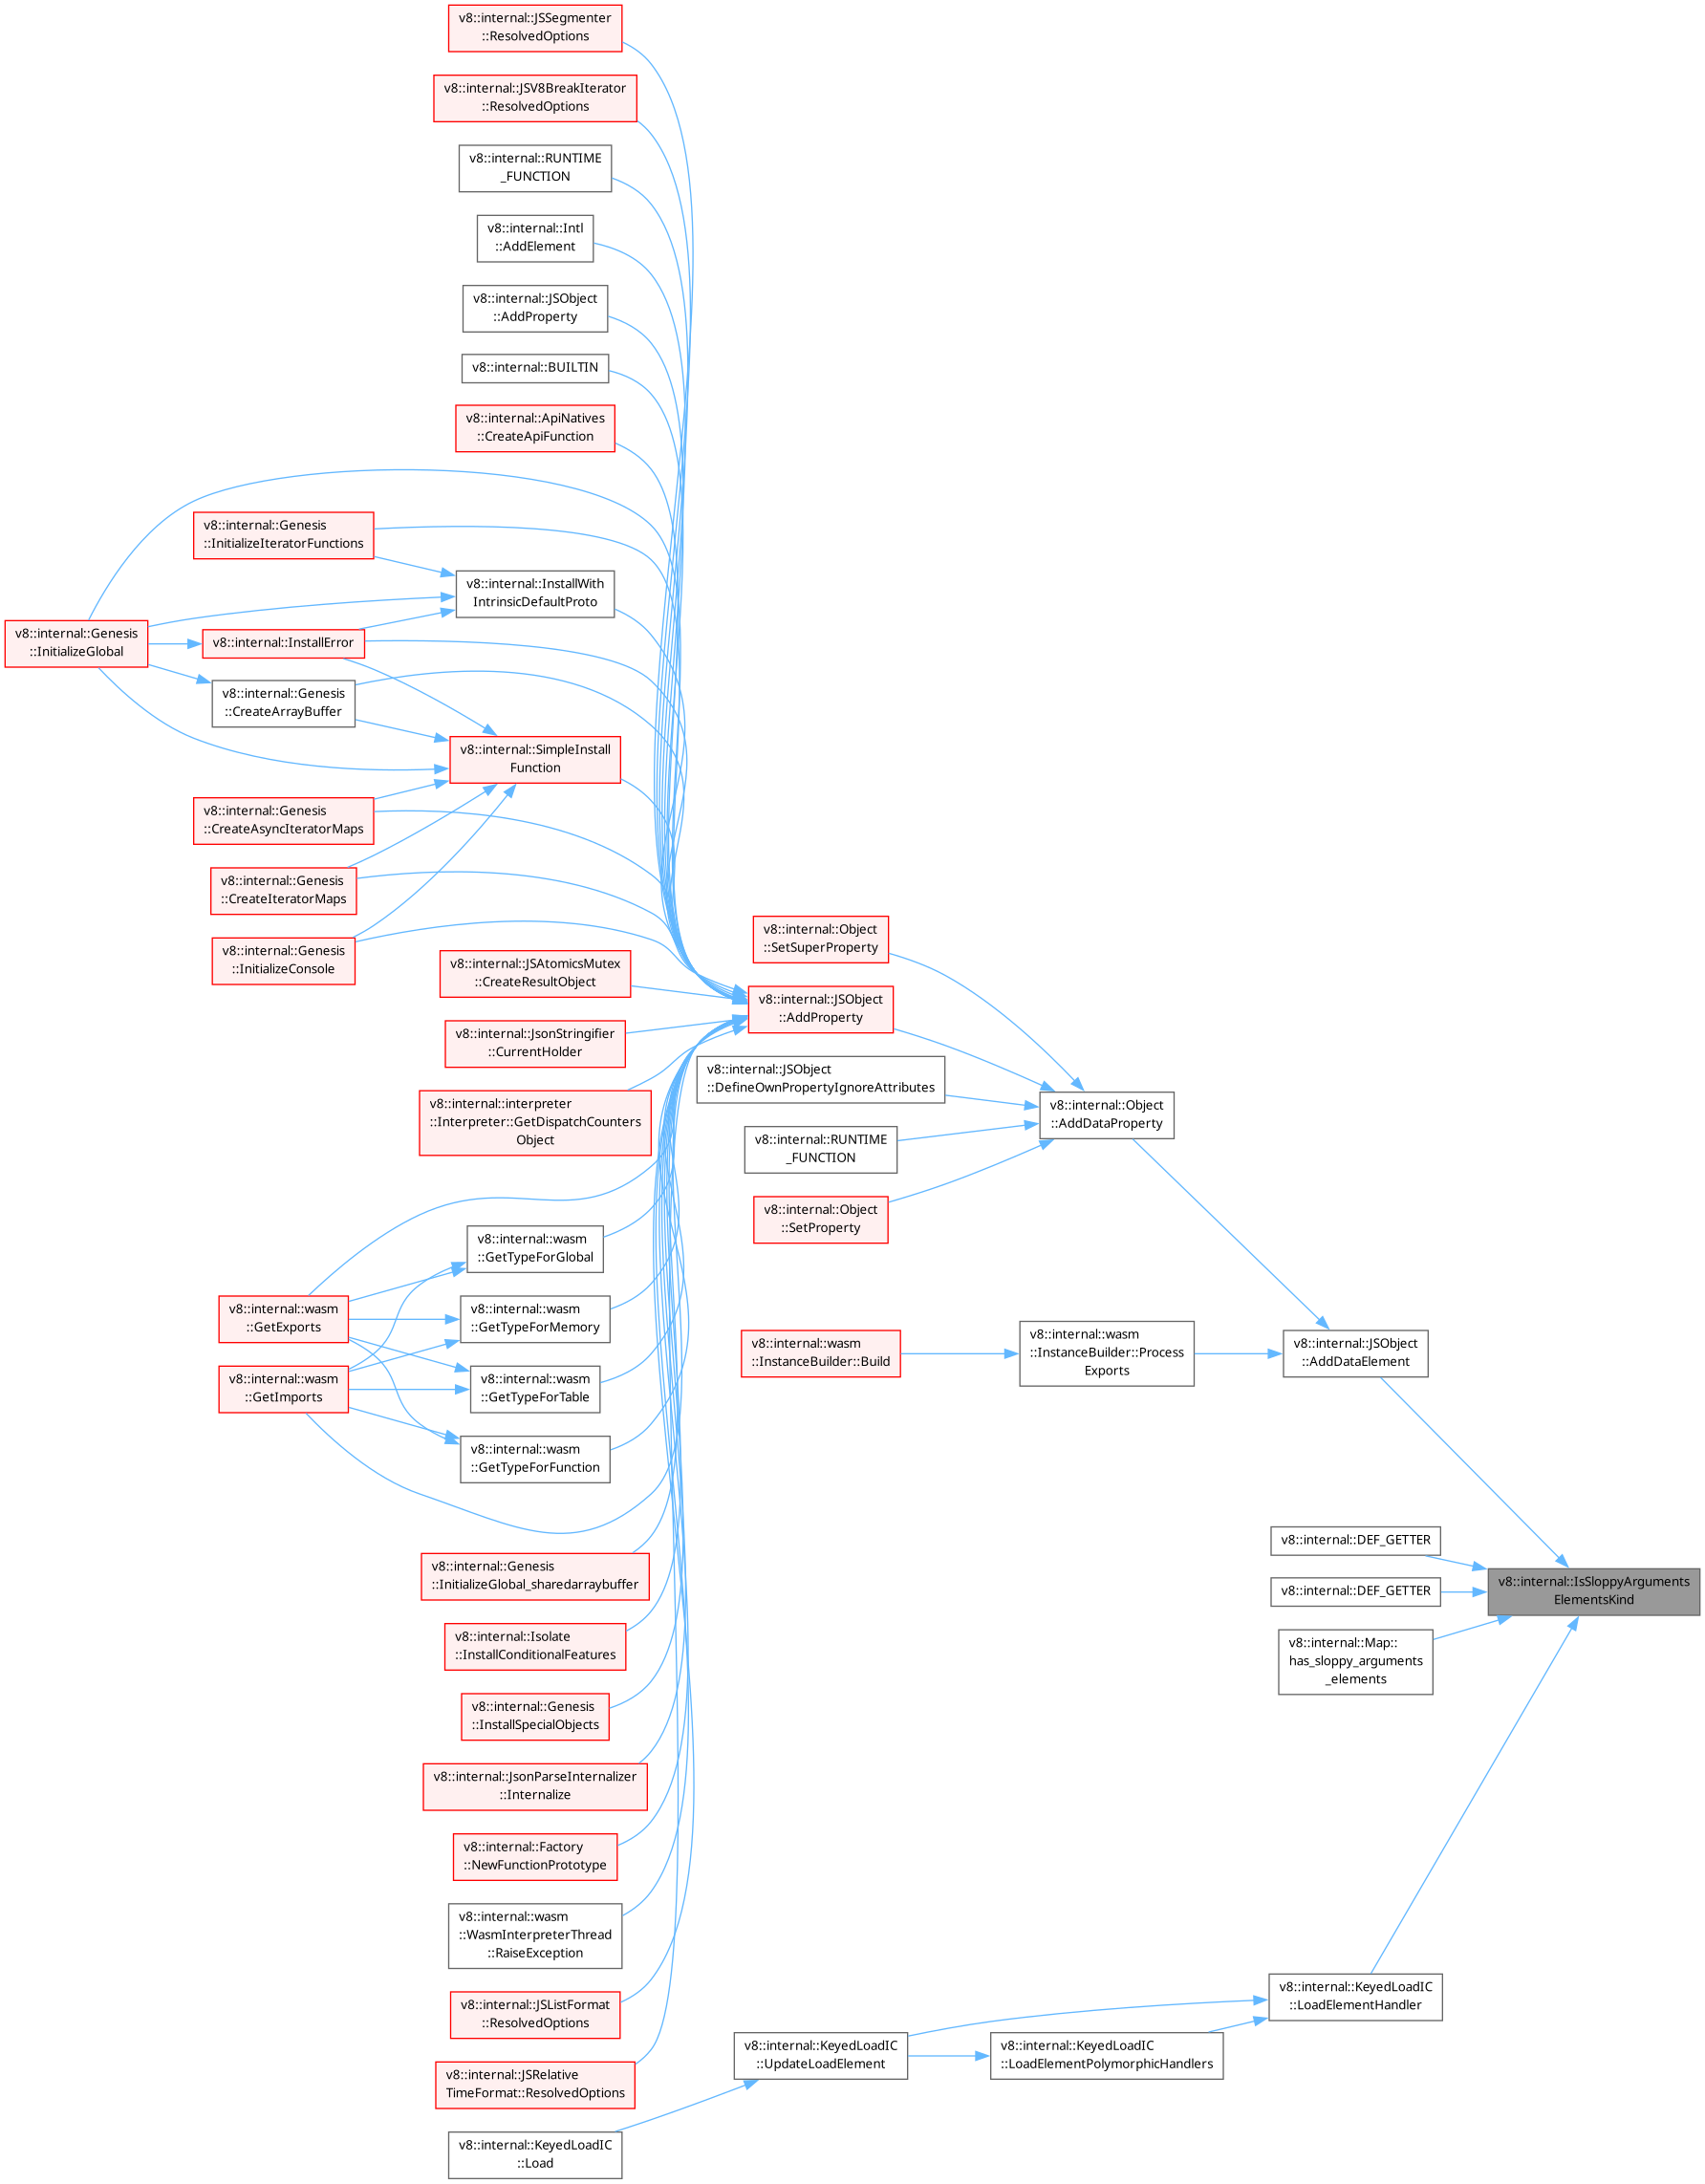 v8::internal::JSSegmenter
::ResolvedOptions
v8::internal::JSV8BreakIterator
::ResolvedOptions
v8::internal::RUNTIME
_FUNCTION
v8::internal::Intl
::AddElement
v8::internal::JSObject
::AddProperty
v8::internal::BUILTIN
v8::internal::ApiNatives
::CreateApiFunction
v8::internal::Genesis
::InitializeIteratorFunctions
v8::internal::InstallWith
IntrinsicDefaultProto
v8::internal::Genesis
::InitializeGlobal
v8::internal::InstallError
v8::internal::Genesis
::CreateArrayBuffer
v8::internal::SimpleInstall
Function
v8::internal::Genesis
::CreateAsyncIteratorMaps
v8::internal::Genesis
::CreateIteratorMaps
v8::internal::Genesis
::InitializeConsole
v8::internal::JSAtomicsMutex
::CreateResultObject
v8::internal::JsonStringifier
::CurrentHolder
v8::internal::interpreter
::Interpreter::GetDispatchCounters
Object
v8::internal::wasm
::GetTypeForGlobal
v8::internal::wasm
::GetExports
v8::internal::wasm
::GetTypeForMemory
v8::internal::wasm
::GetImports
v8::internal::wasm
::GetTypeForTable
v8::internal::wasm
::GetTypeForFunction
v8::internal::Genesis
::InitializeGlobal_sharedarraybuffer
v8::internal::Isolate
::InstallConditionalFeatures
v8::internal::Genesis
::InstallSpecialObjects
v8::internal::JsonParseInternalizer
::Internalize
v8::internal::Factory
::NewFunctionPrototype
v8::internal::wasm
::WasmInterpreterThread
::RaiseException
v8::internal::JSListFormat
::ResolvedOptions
v8::internal::JSRelative
TimeFormat::ResolvedOptions
v8::internal::KeyedLoadIC
::Load
v8::internal::Object
::SetSuperProperty
v8::internal::JSObject
::AddProperty
v8::internal::JSObject
::DefineOwnPropertyIgnoreAttributes
v8::internal::RUNTIME
_FUNCTION
v8::internal::Object
::SetProperty
v8::internal::Object
::AddDataProperty
v8::internal::wasm
::InstanceBuilder::Build
v8::internal::wasm
::InstanceBuilder::Process
Exports
v8::internal::JSObject
::AddDataElement
v8::internal::DEF_GETTER
v8::internal::DEF_GETTER
v8::internal::Map::
has_sloppy_arguments
_elements
v8::internal::IsSloppyArguments
ElementsKind
v8::internal::KeyedLoadIC
::LoadElementHandler
v8::internal::KeyedLoadIC
::UpdateLoadElement
v8::internal::KeyedLoadIC
::LoadElementPolymorphicHandlers